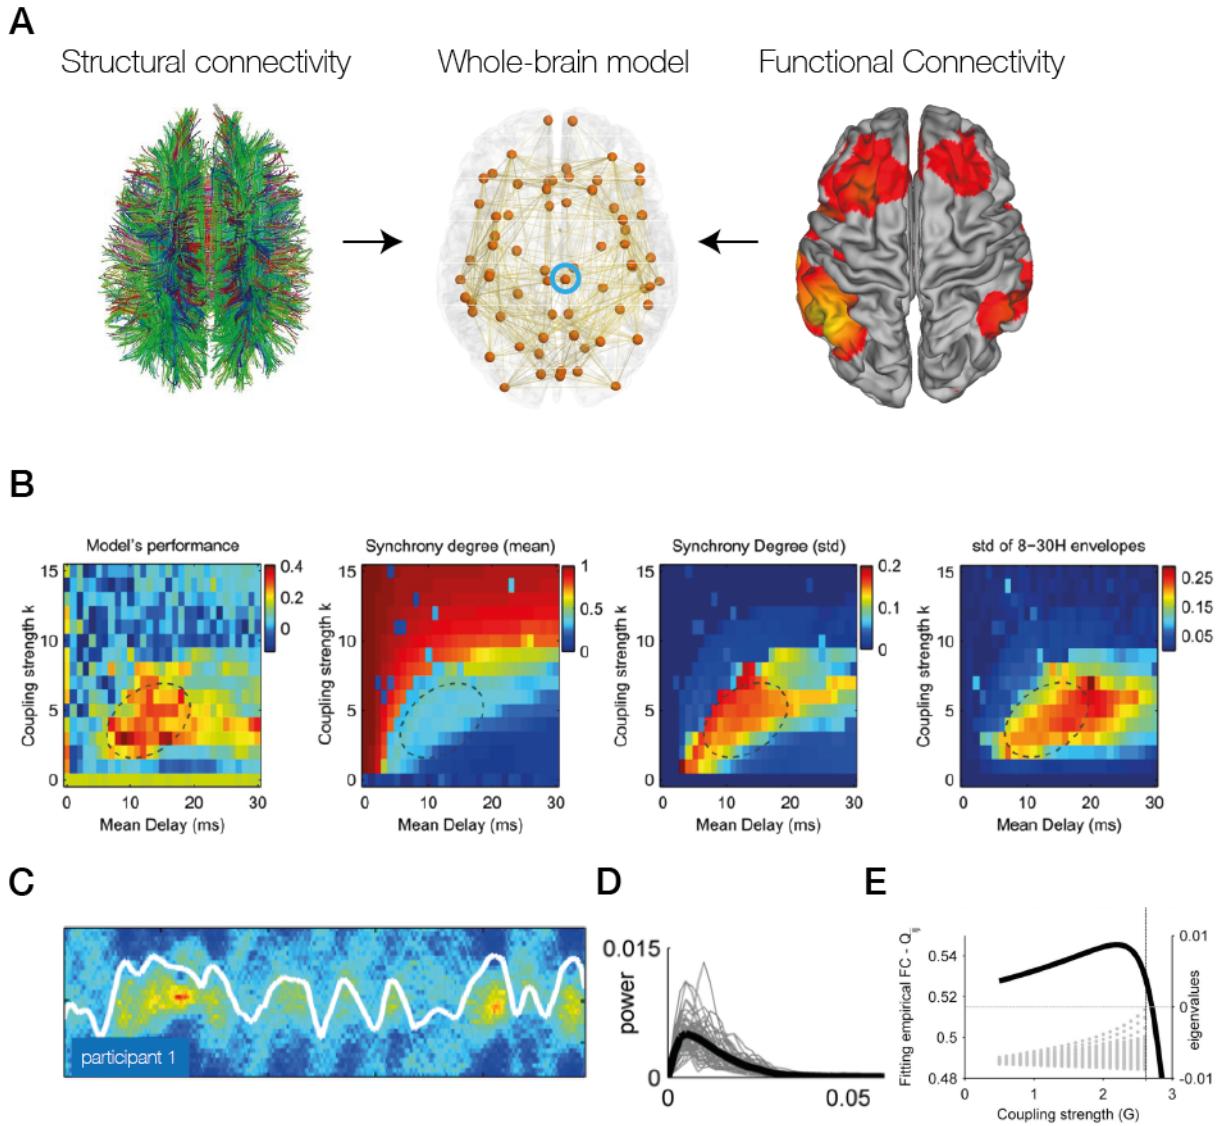 A
Structural connectivity
Whole-brain model
Functional Connectivity
B
Model's performance
Synchrony degree (mean)
Synchrony Degree (std)
std of 8–30H envelopes
Coupling strength k
15
10
5
0
0 10 20 30
Mean Delay (ms)
0.4
0.2
0
Coupling strength k
15
10
5
0
0 10 20 30
Mean Delay (ms)
1
0.5
0
Coupling strength k
15
10
5
0
0 10 20 30
Mean Delay (ms)
0.2
0.1
0
Coupling strength k
15
10
5
0
0 10 20 30
Mean Delay (ms)
0.25
0.15
0.05
C
participant 1
D
power
0.015
0
0 0.05
E
Fitting empirical FC - Q
0.54
0.52
0.5
0.48
0 1 2 3
Coupling strength (G)
0.01
0
-0.01
eigenvalues